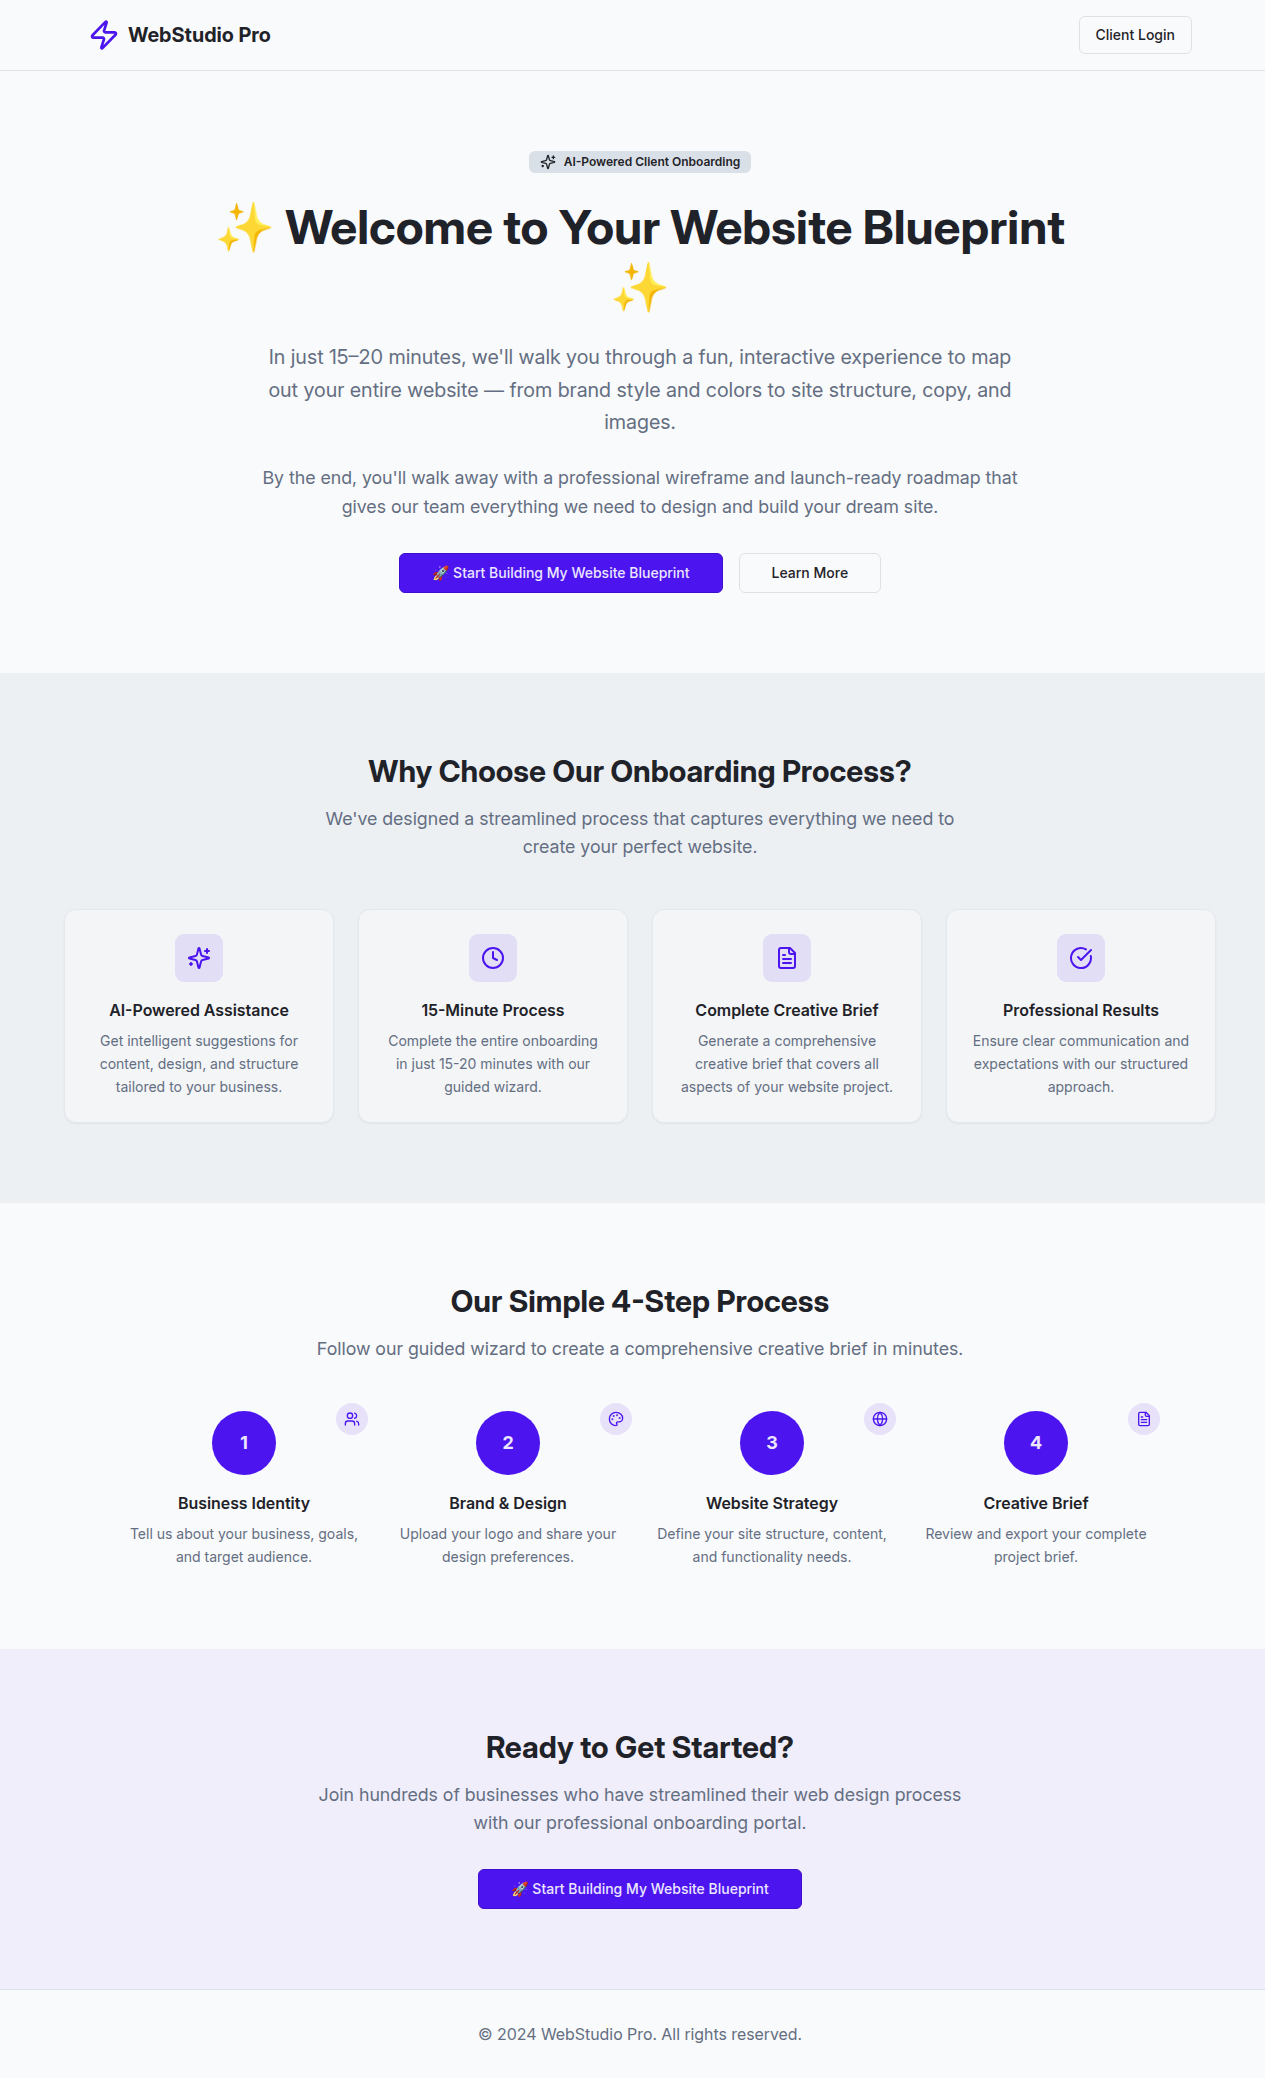 WebStudio Pro
Client Login
AI-Powered Client Onboarding
✨ Welcome to Your Website Blueprint
✨
In just 15–20 minutes, we'll walk you through a fun, interactive experience to map
out your entire website — from brand style and colors to site structure, copy, and
images.
By the end, you'll walk away with a professional wireframe and launch-ready roadmap that
gives our team everything we need to design and build your dream site.
🚀 Start Building My Website Blueprint
Learn More
Why Choose Our Onboarding Process?
We've designed a streamlined process that captures everything we need to
create your perfect website.
AI-Powered Assistance
Get intelligent suggestions for
content, design, and structure
tailored to your business.
15-Minute Process
Complete the entire onboarding
in just 15-20 minutes with our
guided wizard.
Complete Creative Brief
Generate a comprehensive
creative brief that covers all
aspects of your website project.
Professional Results
Ensure clear communication and
expectations with our structured
approach.
Our Simple 4-Step Process
Follow our guided wizard to create a comprehensive creative brief in minutes.
1
Business Identity
Tell us about your business, goals,
and target audience.
2
Brand & Design
Upload your logo and share your
design preferences.
3
Website Strategy
Define your site structure, content,
and functionality needs.
4
Creative Brief
Review and export your complete
project brief.
Ready to Get Started?
Join hundreds of businesses who have streamlined their web design process
with our professional onboarding portal.
🚀 Start Building My Website Blueprint
© 2024 WebStudio Pro. All rights reserved.